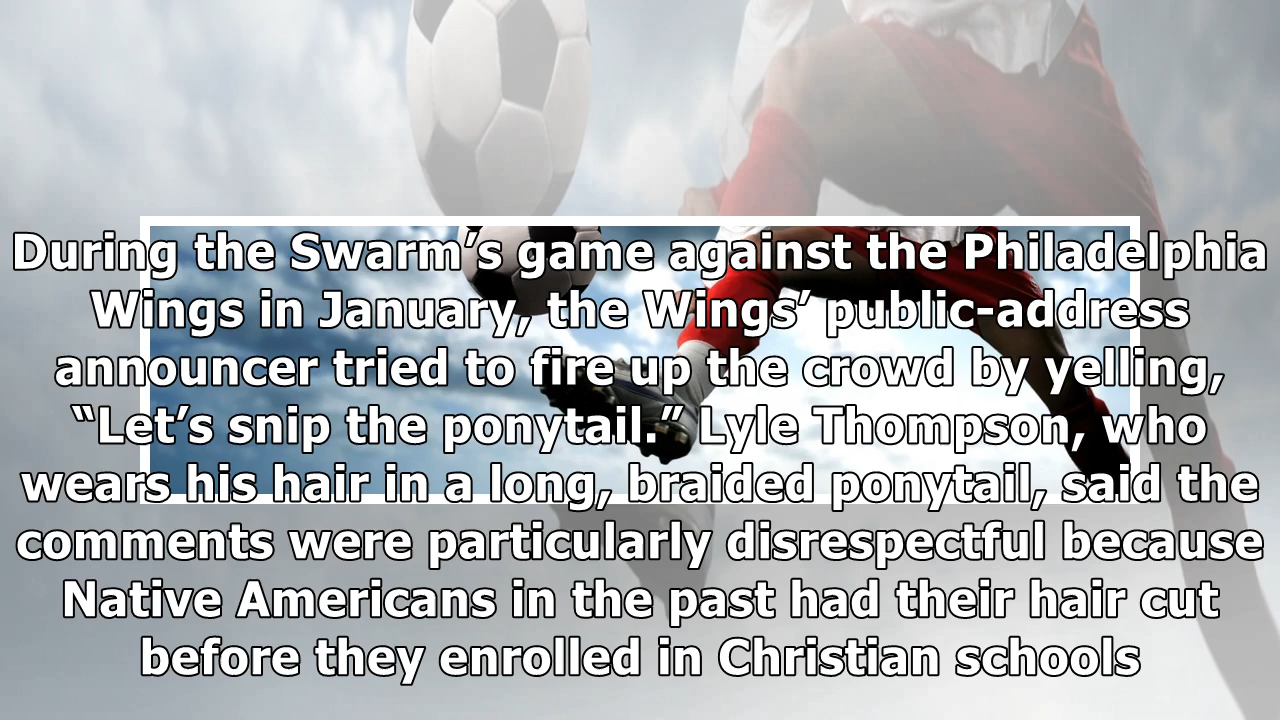 During the Swarm’s game against the Philadelphia
Wings in January, the Wings’ public-address
announcer tried to fire up the crowd by yelling,
“Let’s snip the ponytail.” Lyle Thompson, who
wears his hair in a long, braided ponytail, said the
comments were particularly disrespectful because
Native Americans in the past had their hair cut
before they enrolled in Christian schools